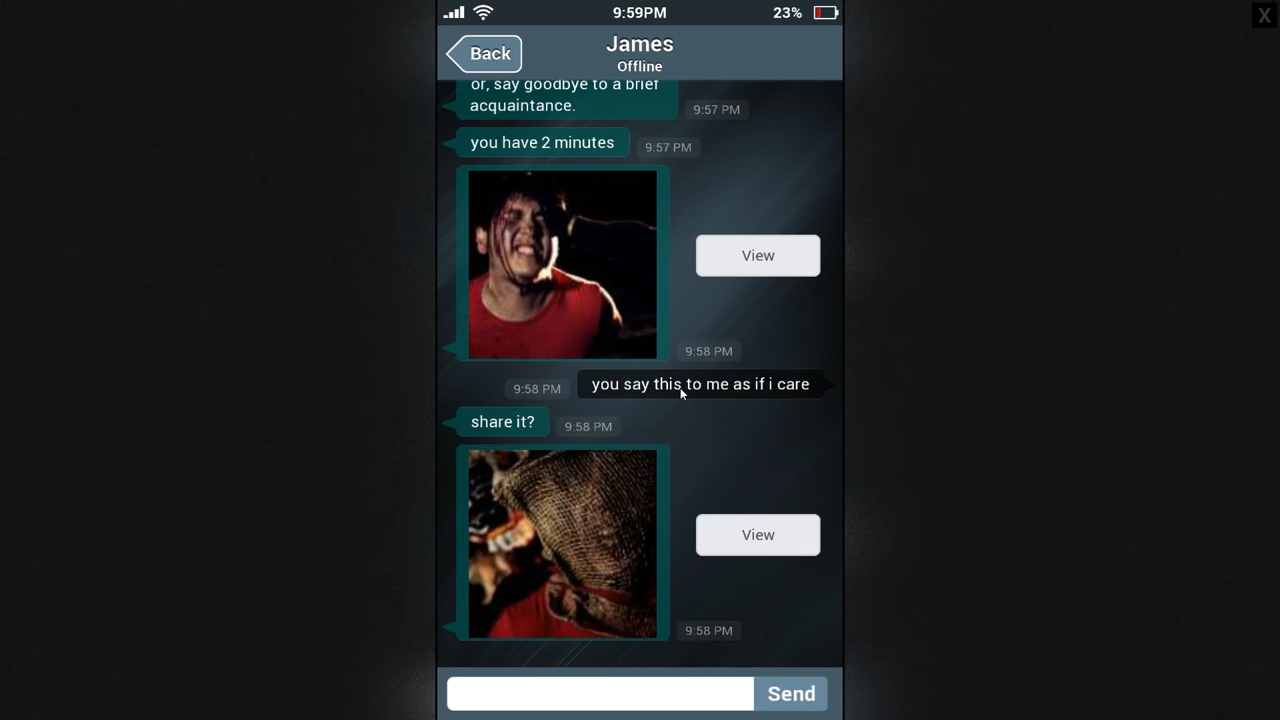 9:59PM
23%
X
Back
James
Offline
or, say goodbye to a brief
acquaintance.
9:57 PM
you have 2 minutes
9:57 PM
View
9:58 PM
9:58 PM
you say this to me as if i care
share it?
9:58 PM
View
9:58 PM
Send